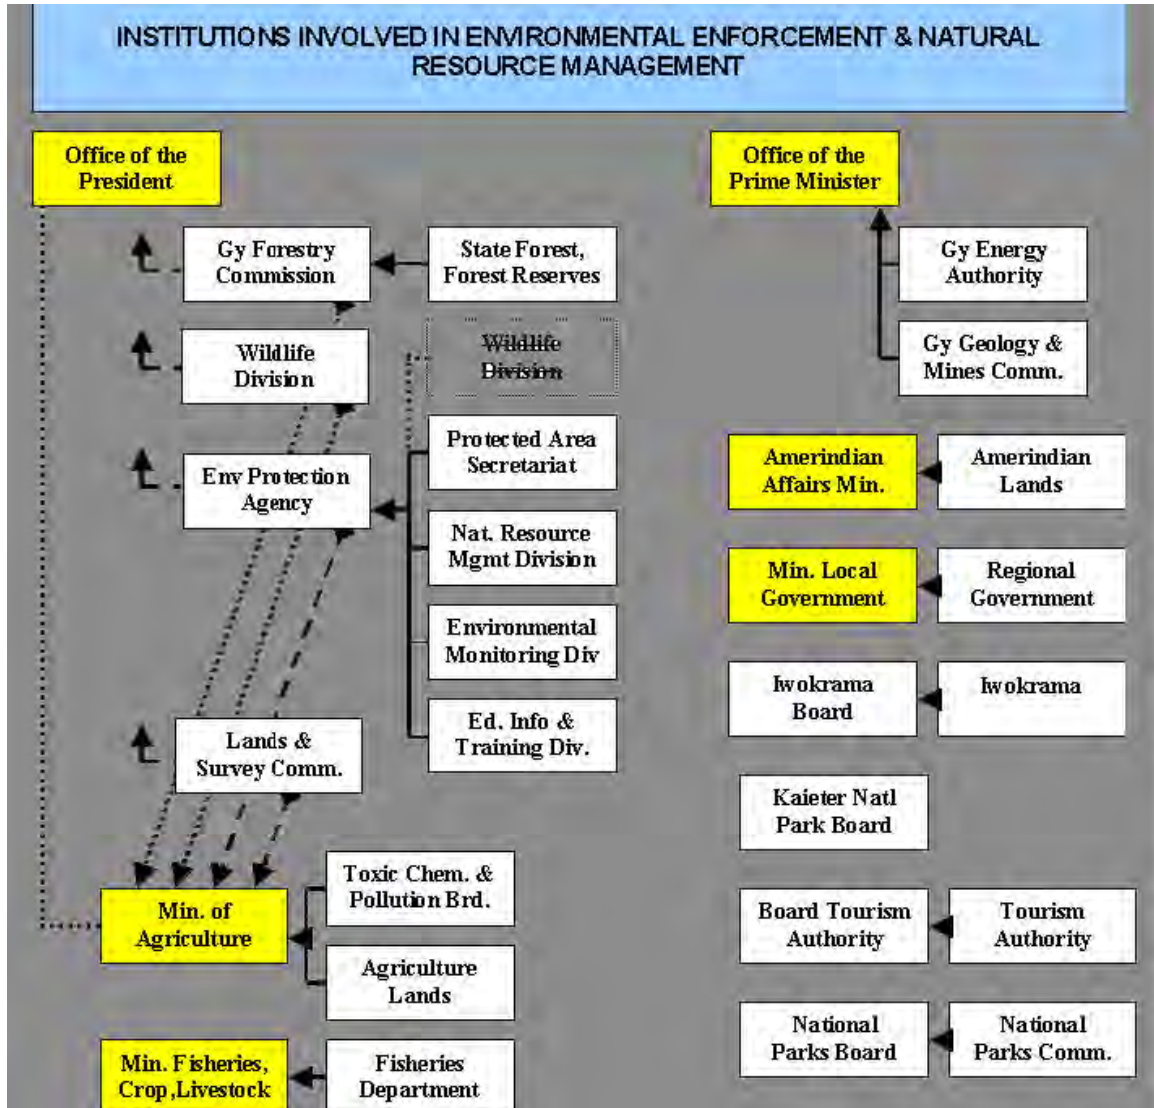 INSTITUTIONS INVOLVED IN ENVIRONMENTAL ENFORCEMENT & NATURAL
RESOURCE MANAGEMENT
Office of the
President
Gy Forestry
Commission
State Forest,
Forest Reserves
Wildlife
Division
Wildlife
Division
Protected Area
Secretariat
Env Protection
Agency
Nat. Resource
Mgmt Division
Environmental
Monitoring Div
Ed. Info &
Training Div.
Lands &
Survey Comm.
Min. of
Agriculture
Toxic Chem. &
Pollution Brd.
Agriculture
Lands
Min. Fisheries,
Crop,Livestock
Fisheries
Department
Office of the
Prime Minister
Gy Energy
Authority
Gy Geology &
Mines Comm.
Amerindian
Affairs Min.
Amerindian
Lands
Min. Local
Government
Regional
Government
Iwokrama
Board
Iwokrama
Kaieter Natl
Park Board
Board Tourism
Authority
Tourism
Authority
National
Parks Board
National
Parks Comm.